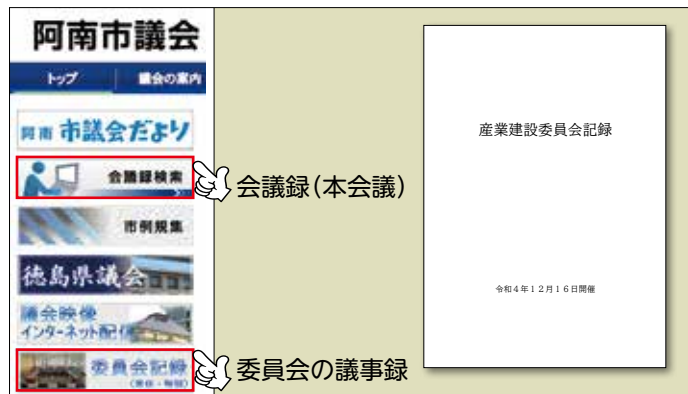 阿南市議会
トップ
議会の案内
阿南 市議会だより
会議録検索
会議録（本会議）
市例規集
徳島県議会
議会映像
インターネット配信
委員会記録
（常任・特別）
委員会の議事録
産業建設委員会記録
令和４年１２月１６日開催